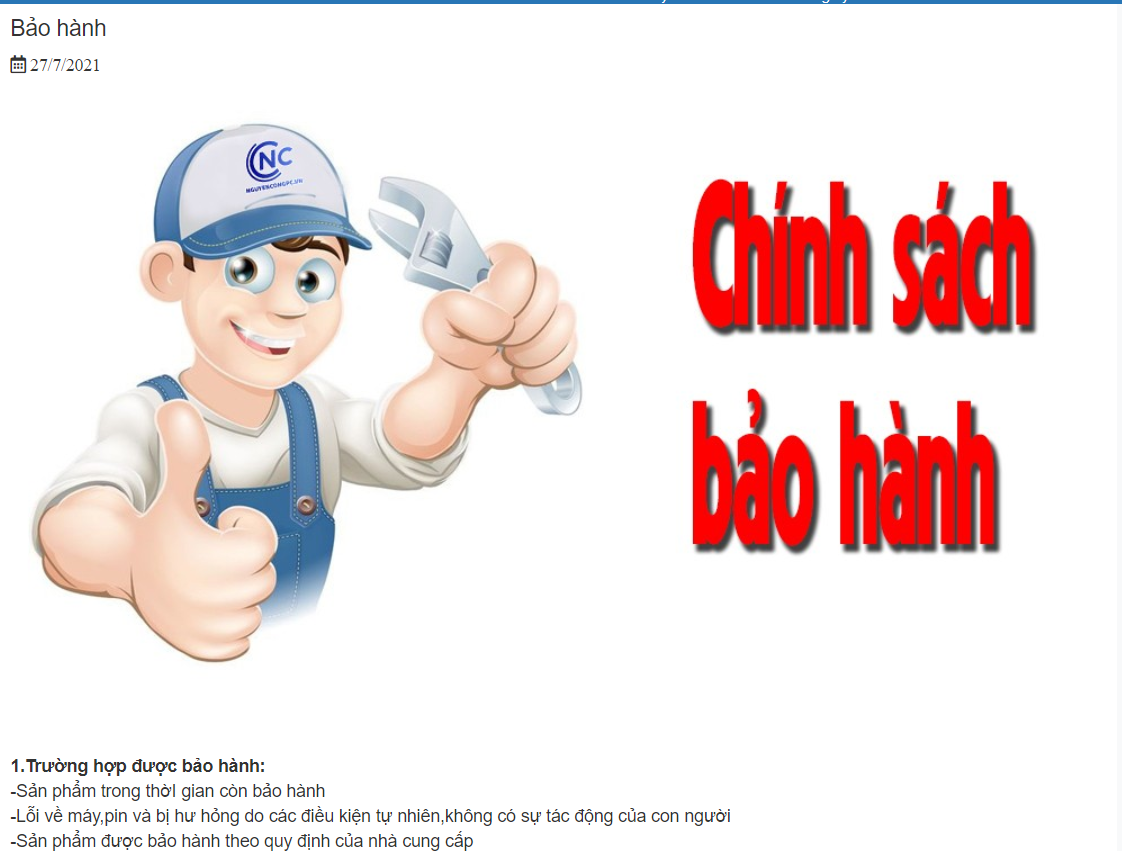 Bảo hành
27/7/2021
NC
NGUYENCONGPC.VN
Chính sách
bảo hành
1.Trường hợp được bảo hành:
-Sản phẩm trong thờI gian còn bảo hành
-Lỗi về máy,pin và bị hư hỏng do các điều kiện tự nhiên,không có sự tác động của con người
-Sản phẩm được bảo hành theo quy định của nhà cung cấp